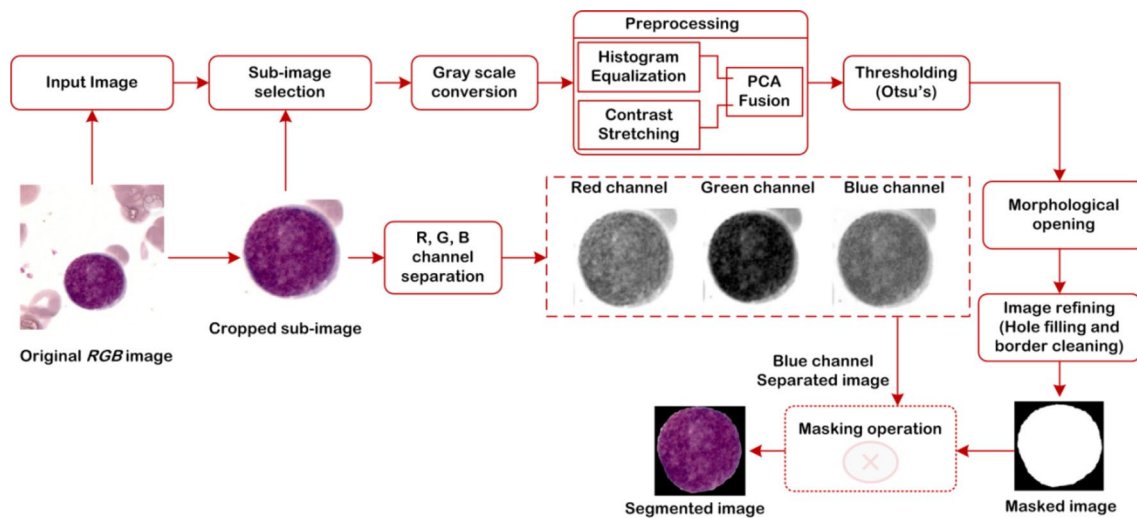 Preprocessing
Input Image
Sub-image
selection
Gray scale
conversion
Histogram
Equalization
Contrast
Stretching
PCA
Fusion
Thresholding
(Otsu's)
Red channel
Green channel
Blue channel
R, G, B
channel
separation
Morphological
opening
Original RGB image
Cropped sub-image
Image refining
(Hole filling and
border cleaning)
Blue channel
Separated image
Masking operation
Segmented image
Masked image